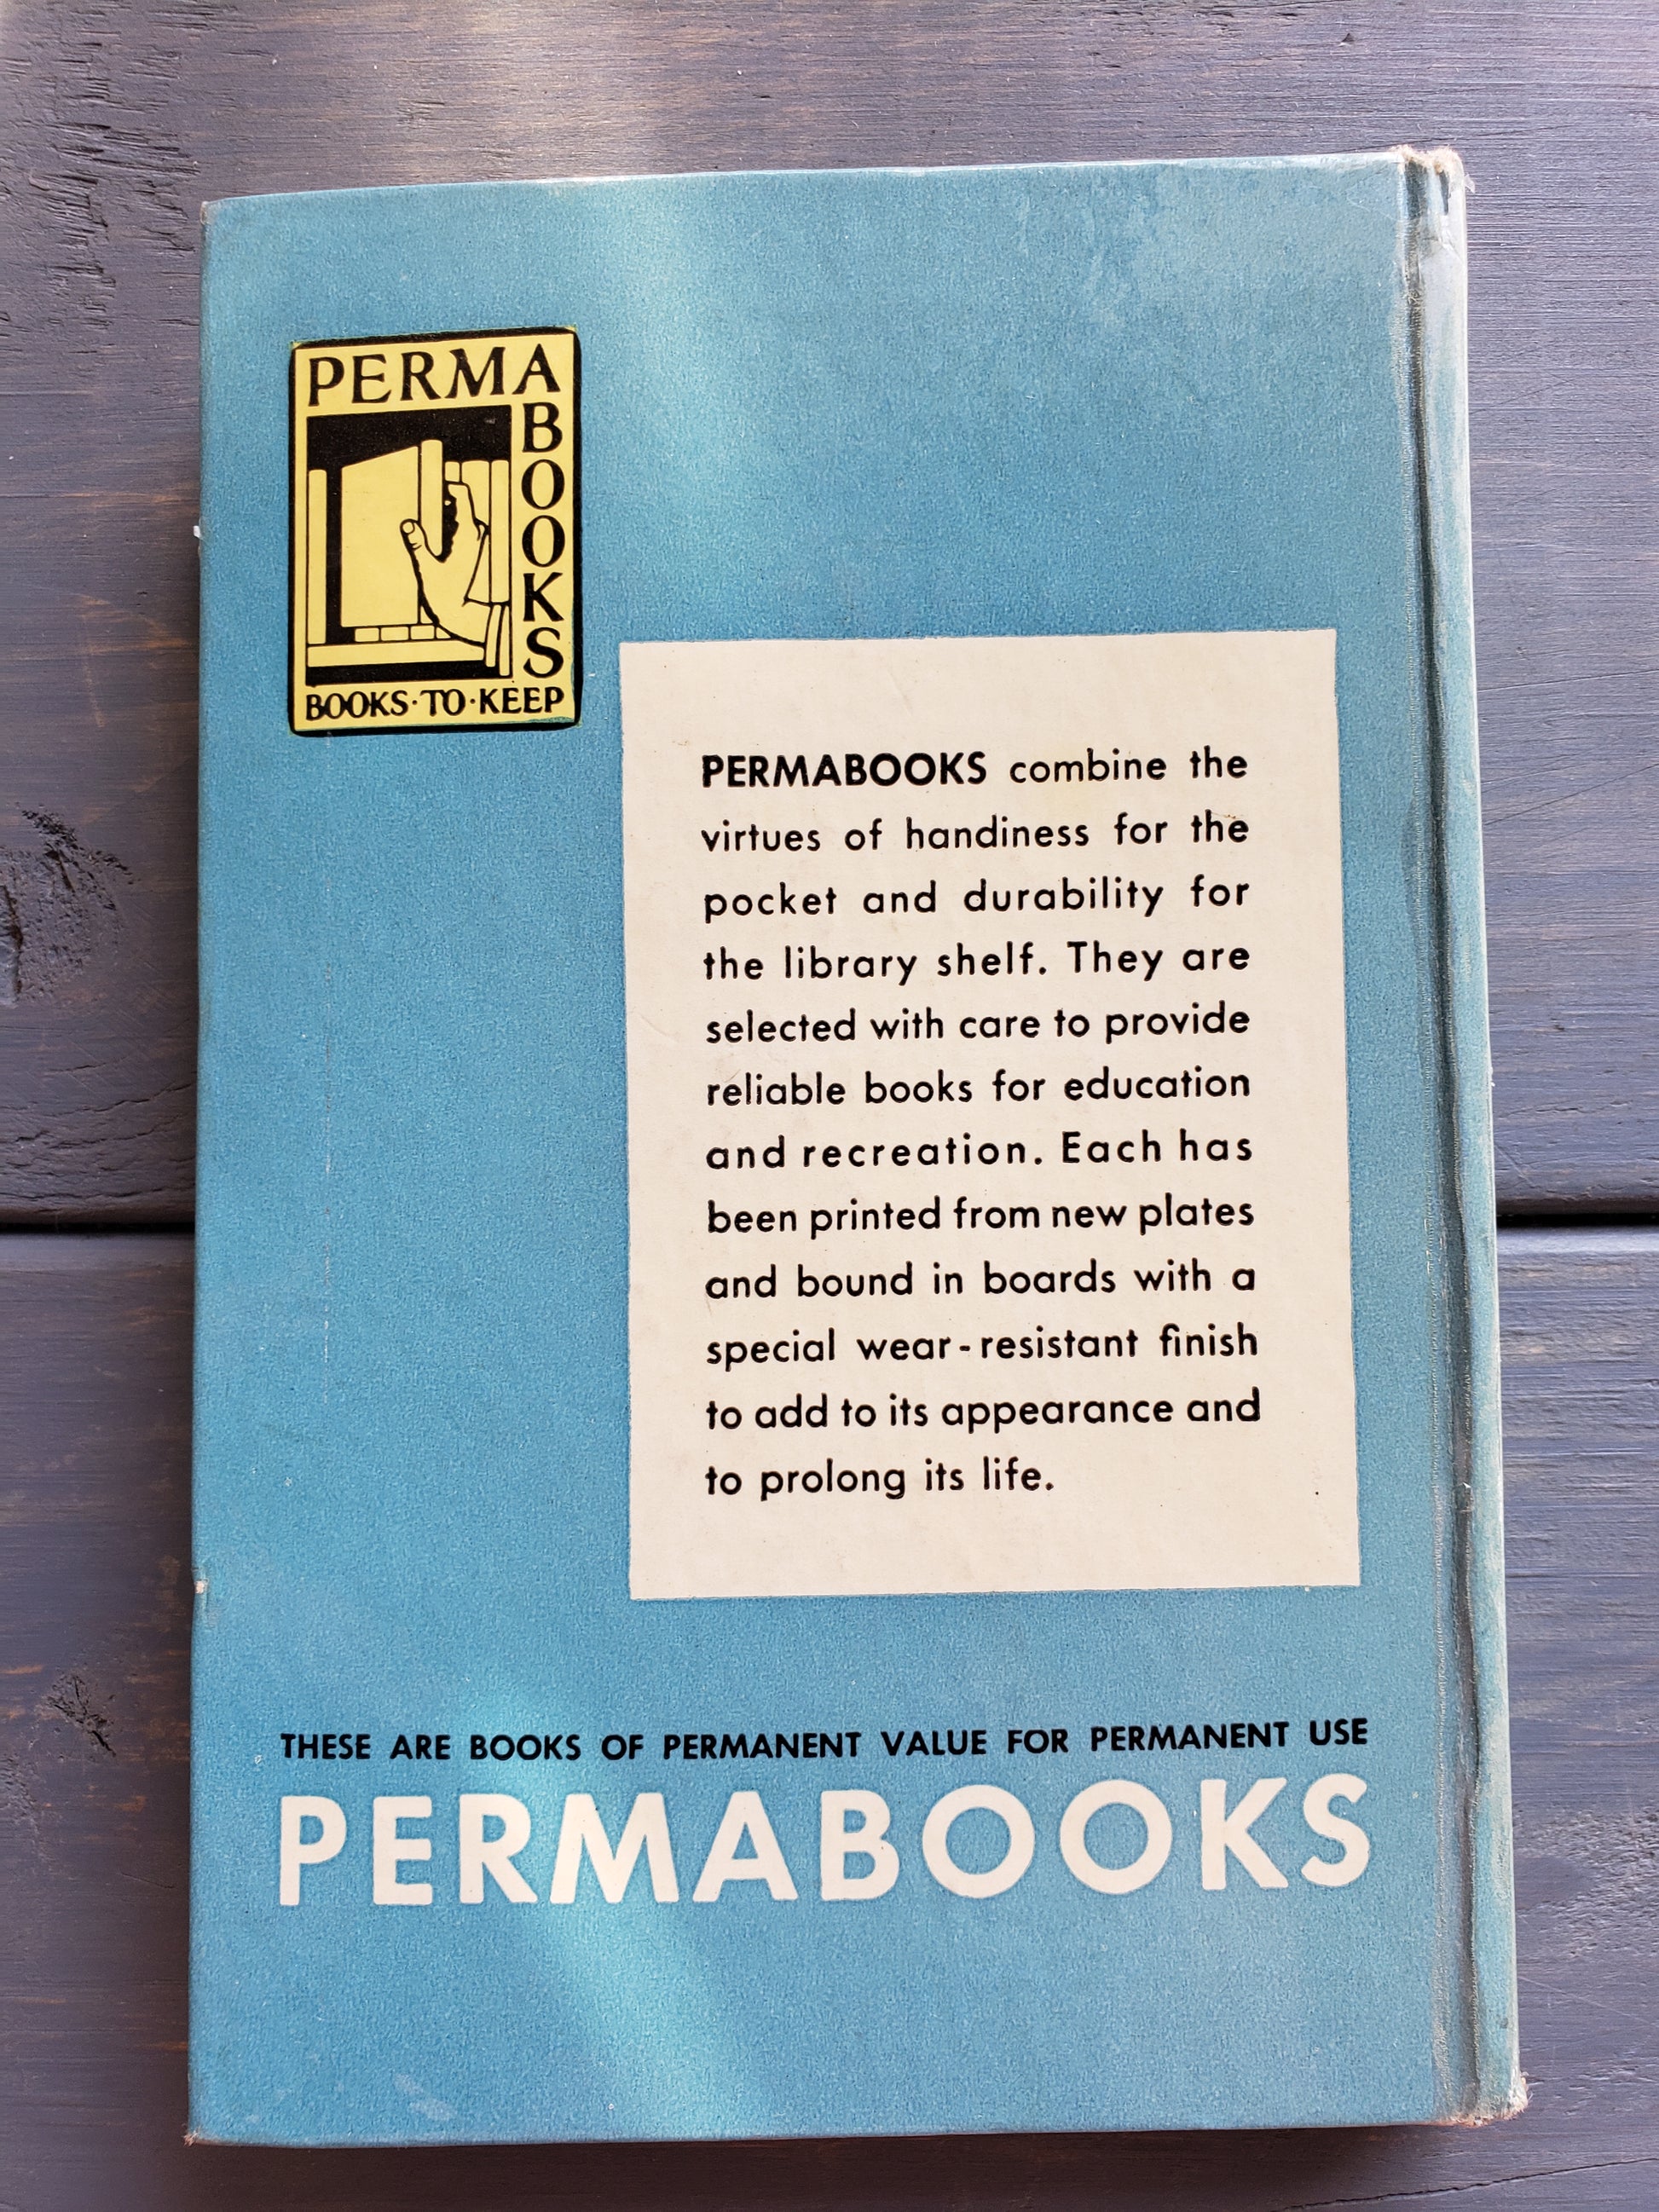 PERMA
BOOKS
BOOKS·TO·KEEP
PERMABOOKS combine the
virtues of handiness for the
pocket and durability for
the library shelf. They are
selected with care to provide
reliable books for education
and recreation. Each has
been printed from new plates
and bound in boards with a
special wear-resistant finish
to add to its appearance and
to prolong its life.
THESE ARE BOOKS OF PERMANENT VALUE FOR PERMANENT USE
PERMABOOKS